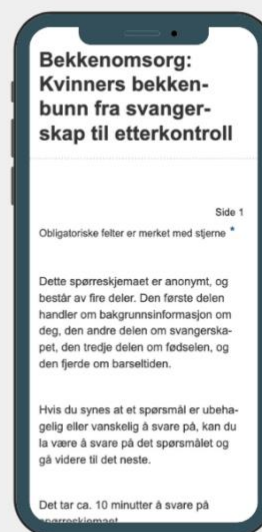 Bekkenomsorg:
Kvinners bekken-
bunn fra svanger-
skap til etterkontroll
Side 1
Obligatoriske felter er merket med stjerne *
Dette spørreskjemaet er anonymt, og
består av fire deler. Den første delen
handler om bakgrunnsinformasjon om
deg, den andre delen om svangerska-
pet, den tredje delen om fødselen, og
den fjerde om barseltiden.
Hvis du synes at et spørsmål er ubeha-
gelig eller vanskelig å svare på, kan du
la være å svare på det spørsmålet og
gå videre til det neste.
Det tar ca. 10 minutter å svare på
spørreskjemaet